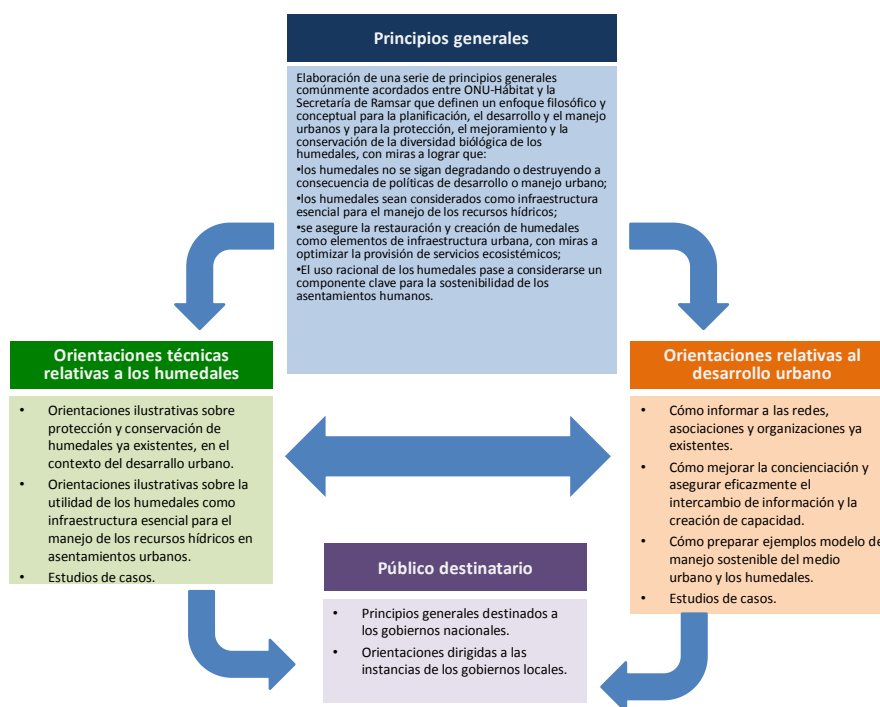 Principios generales
Elaboración de una serie de principios generales
comúnmente acordados entre ONU-Hábitat y la
Secretaría de Ramsar que definen un enfoque filosófico y
conceptual para la planificación, el desarrollo y el manejo
urbanos y para la protección, el mejoramiento y la
conservación de la diversidad biológica de los
humedales, con miras a lograr que:
•los humedales no se sigan degradando o destruyendo a
consecuencia de políticas de desarrollo o manejo urbano;
•los humedales sean considerados como infraestructura
esencial para el manejo de los recursos hídricos;
•se asegure la restauración y creación de humedales
como elementos de infraestructura urbana, con miras a
optimizar la provisión de servicios ecosistémicos;
•El uso racional de los humedales pase a considerarse un
componente clave para la sostenibilidad de los
asentamientos humanos.
Orientaciones técnicas
relativas a los humedales
• Orientaciones ilustrativas sobre
protección y conservación de
humedales ya existentes, en el
contexto del desarrallo urbano.
• Orientaciones ilustrativas sobre la
utilidad de los humedales como
infraestructura esencial para el
manejo de los recursos hídricos en
asentamientos urbanos.
• Estudios de casos.
Orientaciones relativas al
desarrollo urbano
• Cómo informar a las redes,
asociaciones y organizaciones ya
existentes.
• Cómo mejorar la concienciación y
asegurar eficazmente el
intercambio de información y la
creación de capacidad.
• Cómo preparar ejemplos modelo de
manejo sostenible del medio
urbano y los humedales.
• Estudios de casos.
Público destinatario
• Principios generales destinados a
los gobiernos nacionales.
• Orientaciones dirigidas a las
instancias de los gobiernos locales.